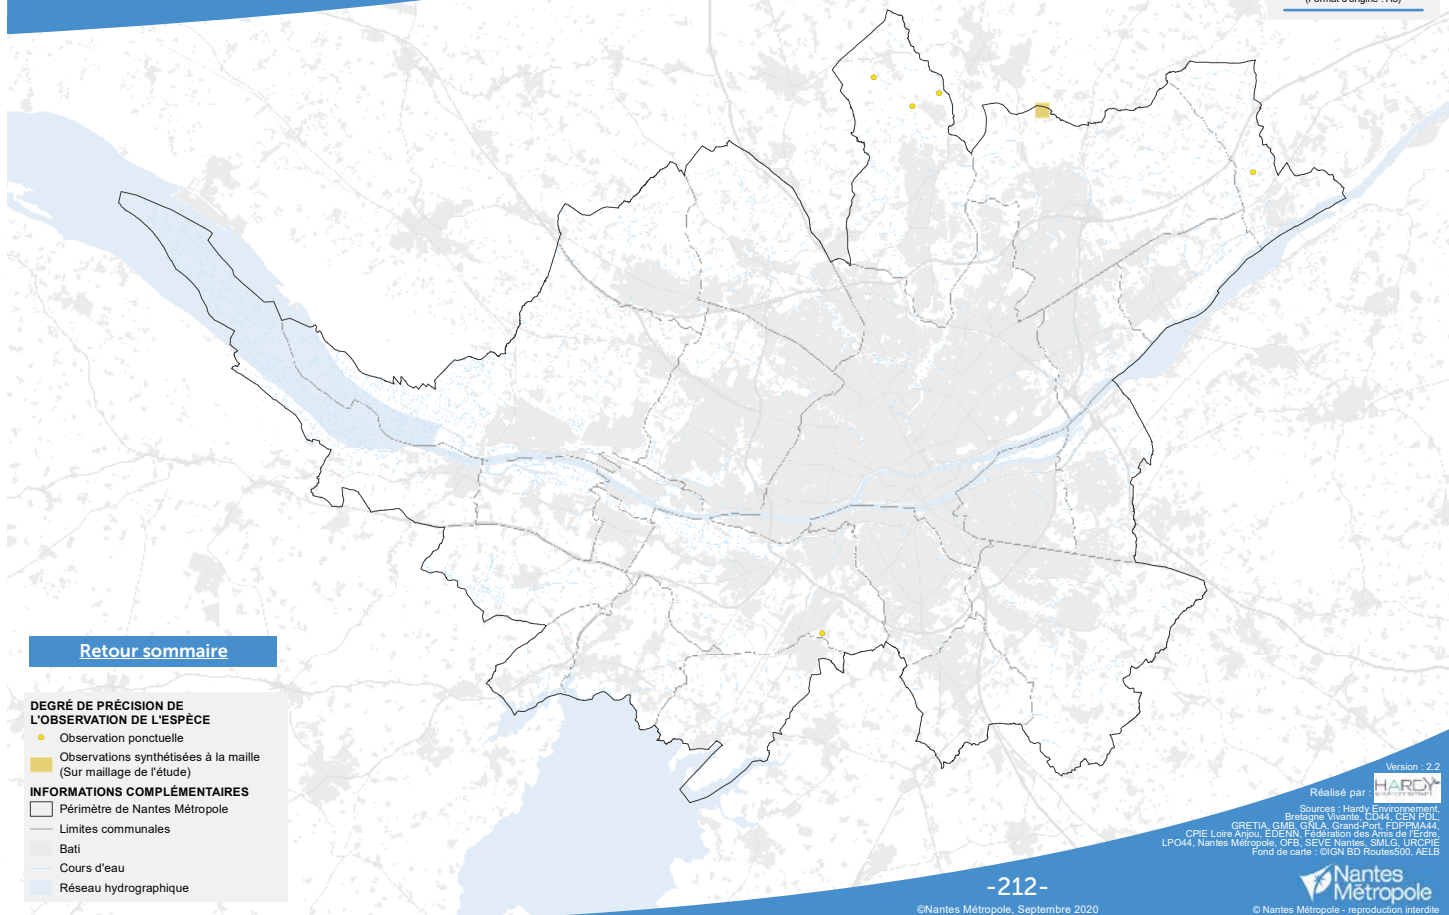 (Format d'origine : A3)
Retour sommaire
DEGRÉ DE PRÉCISION DE
L'OBSERVATION DE L'ESPÈCE
Observation ponctuelle
Observations synthétisées à la maille
(Sur maillage de l'étude)
INFORMATIONS COMPLÉMENTAIRES
Périmètre de Nantes Métropole
Limites communales
Bati
Cours d'eau
Réseau hydrographique
Version : 2.2
Réalisé par :
HARDY
Sources : Hardy Environnement,
Bretagne Vivante, CD44, CEN PDL,
GRETIA, GMB, GNLA, Grand-Port, FDPPMA44,
CPIE Loire Anjou, EDENN, Fédération des Amis de l'Erdre,
LPO44, Nantes Métropole, OFB, SEVE Nantes, SMLG, URCPIE
Fond de carte : ©IGN BD Routes500, AELB
-212-
©Nantes Métropole, Septembre 2020
Nantes
Métropole
© Nantes Métropole - reproduction interdite